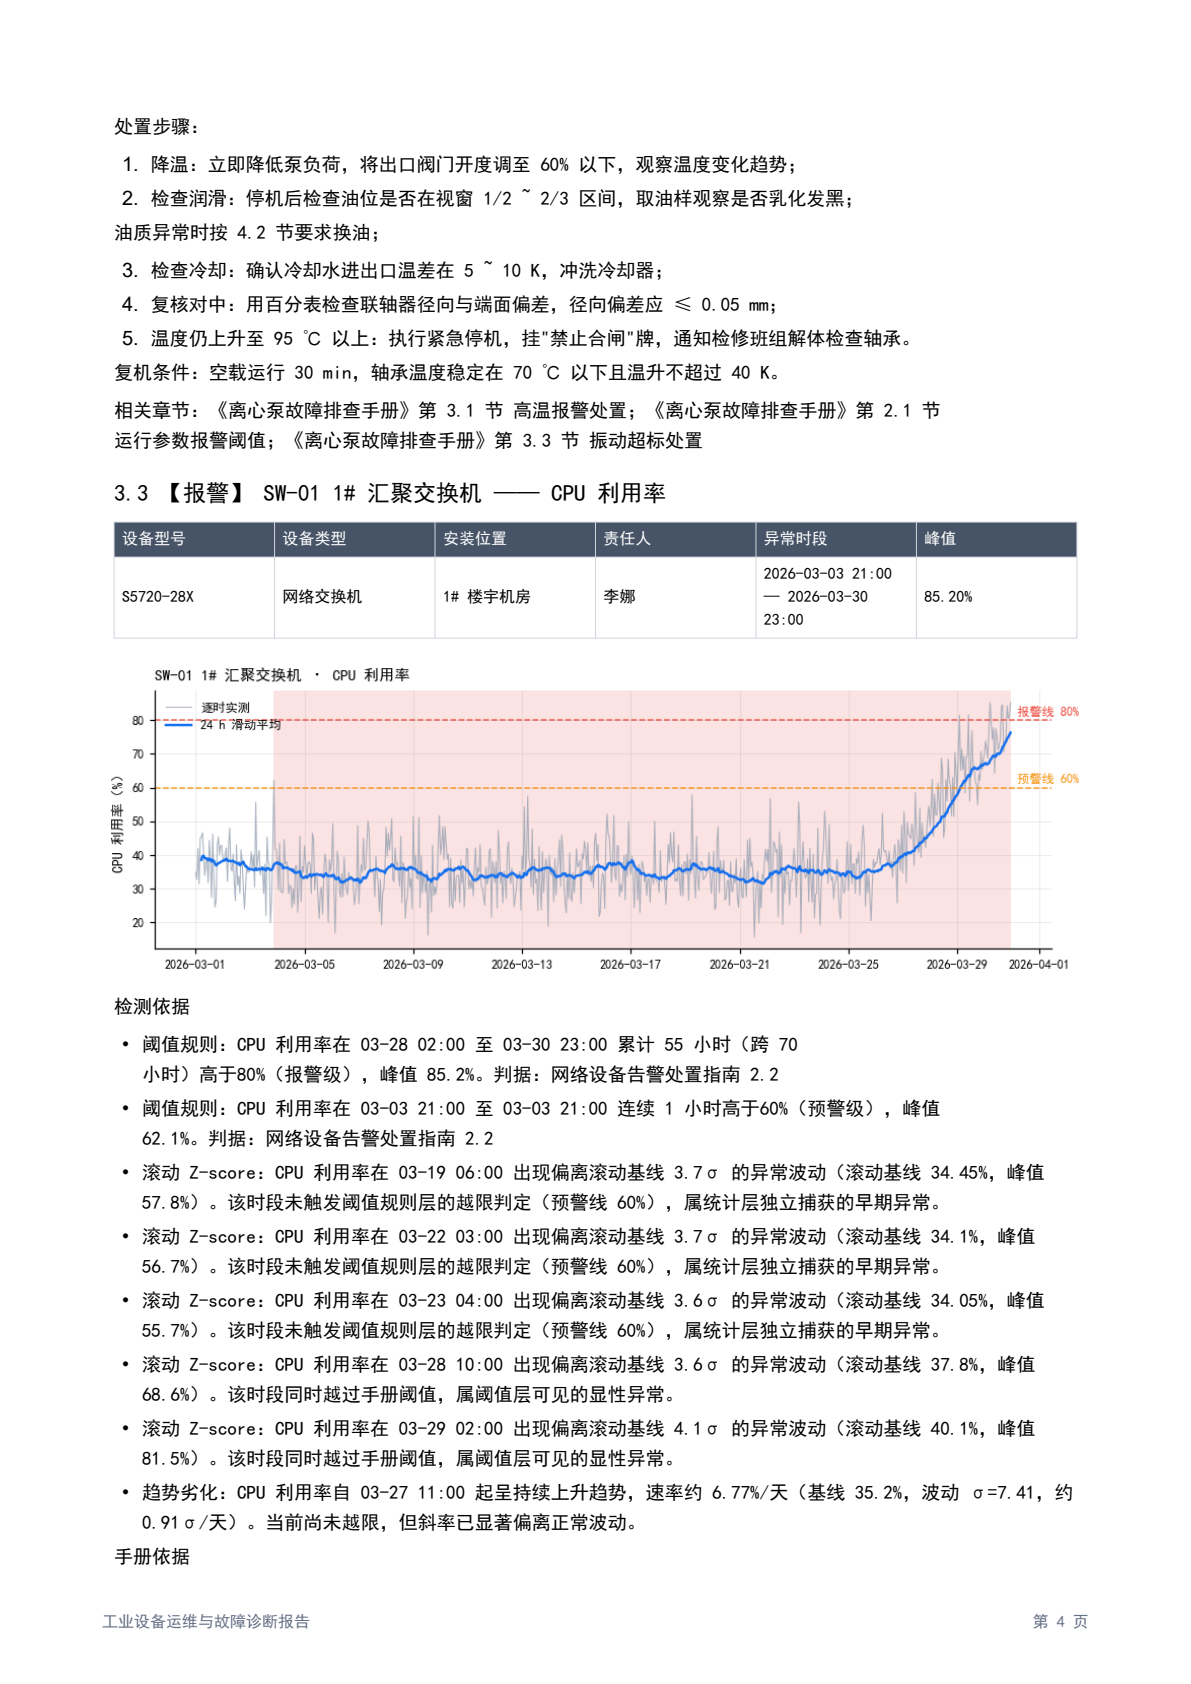 处置步骤：
1. 降温：立即降低泵负荷，将出口阀门开度调至 60% 以下，观察温度变化趋势；
2. 检查润滑：停机后检查油位是否在视窗 1/2 ~ 2/3 区间，取油样观察是否乳化发黑；
油质异常时按 4.2 节要求换油；
3. 检查冷却：确认冷却水进出口温差在 5 ~ 10 K，冲洗冷却器；
4. 复核对中：用百分表检查联轴器径向与端面偏差，径向偏差应 ≤ 0.05 mm；
5. 温度仍上升至 95 ℃ 以上：执行紧急停机，挂"禁止合闸"牌，通知检修班组解体检查轴承。
复机条件：空载运行 30 min，轴承温度稳定在 70 ℃ 以下且温升不超过 40 K。
相关章节：《离心泵故障排查手册》第 3.1 节 高温报警处置；《离心泵故障排查手册》第 2.1 节
运行参数报警阈值；《离心泵故障排查手册》第 3.3 节 振动超标处置
3.3 【报警】 SW-01 1# 汇聚交换机 —— CPU 利用率
设备型号 设备类型 安装位置 责任人 异常时段 峰值
S5720-28X 网络交换机 1# 楼宇机房 李娜 2026-03-03 21:00 — 2026-03-30 23:00 85.20%
SW-01 1# 汇聚交换机 · CPU 利用率
逐时实测
24 h 滑动平均
报警线 80%
预警线 60%
CPU 利用率 (%)
80
70
60
50
40
30
20
2026-03-01 2026-03-05 2026-03-09 2026-03-13 2026-03-17 2026-03-21 2026-03-25 2026-03-29 2026-04-01
检测依据
• 阈值规则：CPU 利用率在 03-28 02:00 至 03-30 23:00 累计 55 小时（跨 70
小时）高于80%（报警级），峰值 85.2%。判据：网络设备告警处置指南 2.2
• 阈值规则：CPU 利用率在 03-03 21:00 至 03-03 21:00 连续 1 小时高于60%（预警级），峰值
62.1%。判据：网络设备告警处置指南 2.2
• 滚动 Z-score：CPU 利用率在 03-19 06:00 出现偏离滚动基线 3.7σ 的异常波动（滚动基线 34.45%，峰值
57.8%）。该时段未触发阈值规则层的越限判定（预警线 60%），属统计层独立捕获的早期异常。
• 滚动 Z-score：CPU 利用率在 03-22 03:00 出现偏离滚动基线 3.7σ 的异常波动（滚动基线 34.1%，峰值
56.7%）。该时段未触发阈值规则层的越限判定（预警线 60%），属统计层独立捕获的早期异常。
• 滚动 Z-score：CPU 利用率在 03-23 04:00 出现偏离滚动基线 3.6σ 的异常波动（滚动基线 34.05%，峰值
55.7%）。该时段未触发阈值规则层的越限判定（预警线 60%），属统计层独立捕获的早期异常。
• 滚动 Z-score：CPU 利用率在 03-28 10:00 出现偏离滚动基线 3.6σ 的异常波动（滚动基线 37.8%，峰值
68.6%）。该时段同时越过手册阈值，属阈值层可见的显性异常。
• 滚动 Z-score：CPU 利用率在 03-29 02:00 出现偏离滚动基线 4.1σ 的异常波动（滚动基线 40.1%，峰值
81.5%）。该时段同时越过手册阈值，属阈值层可见的显性异常。
• 趋势劣化：CPU 利用率自 03-27 11:00 起呈持续上升趋势，速率约 6.77%/天（基线 35.2%，波动 σ=7.41，约
0.91σ/天）。当前尚未越限，但斜率已显著偏离正常波动。
手册依据
工业设备运维与故障诊断报告 第 4 页